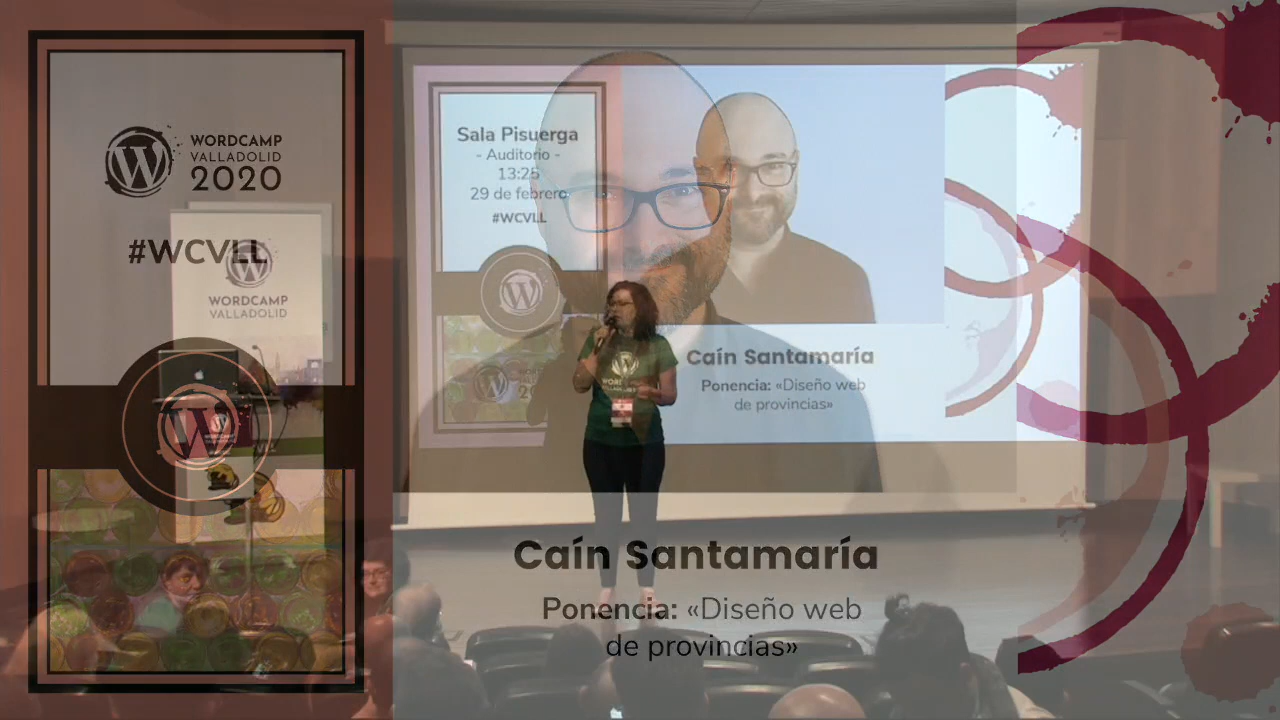 WORDCAMP
VALLADOLID
2020
#WCVLL
WORDCAMP
VALLADOLID
Sala Pisuerga
- Auditorio -
13:25
29 de febrero
#WCVLL
Caín Santamaría
Ponencia: «Diseño web
de provincias»
Caín Santamaría
Ponencia: «Diseño web
de provincias»